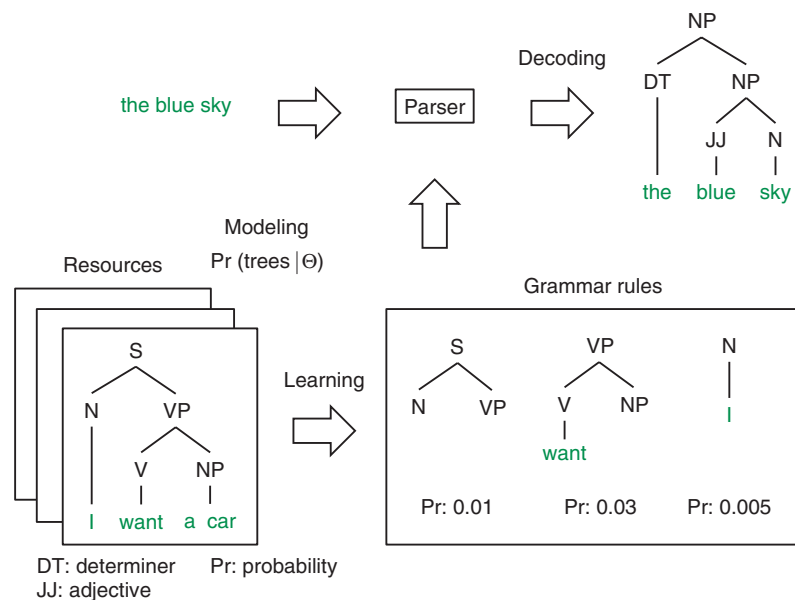 NP
Decoding
DT NP
the blue sky
Parser
JJ N
the blue sky
Modeling
Pr (trees |Θ)
Resources
Grammar rules
S
N VP
V NP
I want a car
Learning
S VP N
N VP V NP I
want
Pr: 0.01 Pr: 0.03 Pr: 0.005
DT: determiner Pr: probability
JJ: adjective